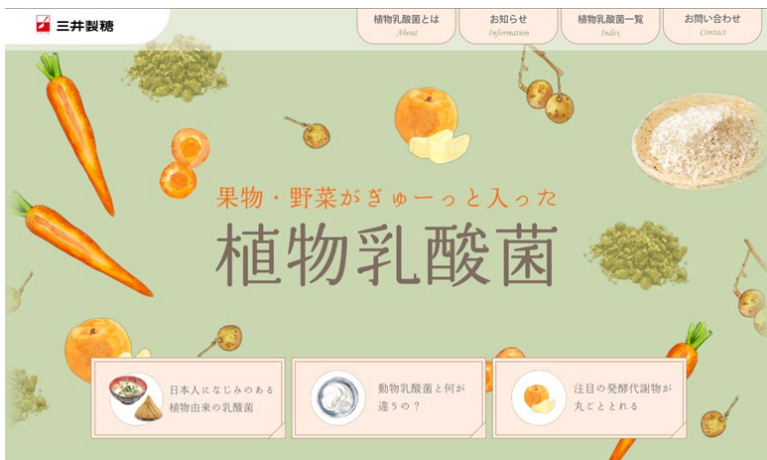 三井製糖
植物乳酸菌とは
About
お知らせ
Information
植物乳酸菌一覧
Index
お問い合わせ
Contact
果物・野菜がぎゅーっと入った
植物乳酸菌
日本人になじみのある
植物由来の乳酸菌
動物乳酸菌と何が
違うの？
注目の発酵代謝物が
丸ごととれる